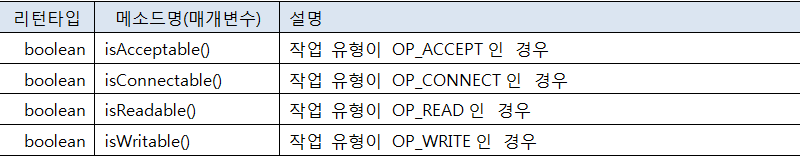 리턴타입 메소드명(매개변수) 설명
boolean isAcceptable() 작업 유형이 OP_ACCEPT 인 경우
boolean isConnectable() 작업 유형이 OP_CONNECT 인 경우
boolean isReadable() 작업 유형이 OP_READ 인 경우
boolean isWritable() 작업 유형이 OP_WRITE 인 경우